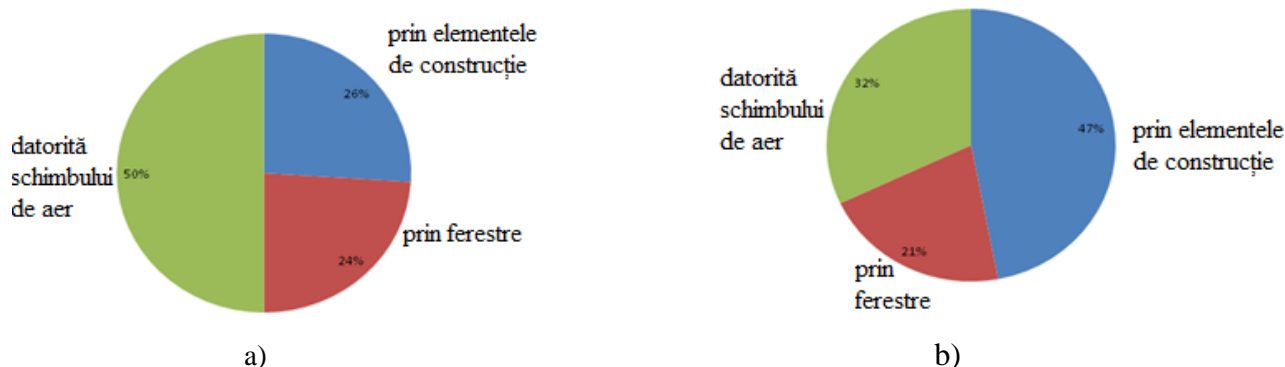 prin elementele
de construcție
26%
datorită
schimbului
de aer
50%
prin ferestre
24%
a)
datorită
schimbului
de aer
32%
47%
prin elementele
de construcție
21%
prin
ferestre
b)